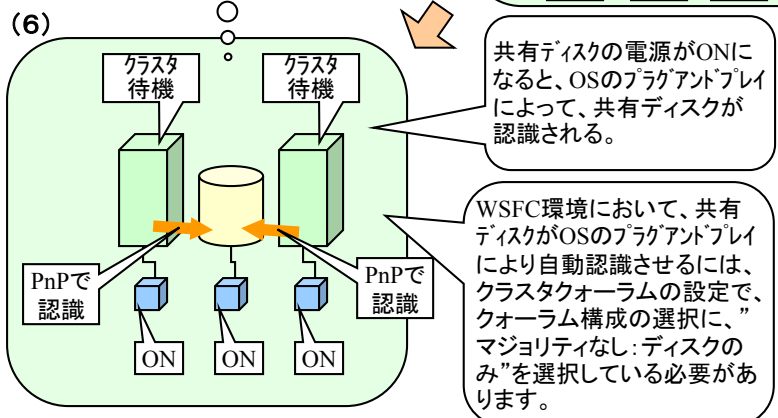 (6)
クラスタ
待機
クラスタ
待機
PnPで
認識
PnPで
認識
ON
ON
ON
共有ディスクの電源がONに
なると、OSのプラグアンドプレイ
によって、共有ディスクが
認識される。
WSFC環境において、共有
ディスクがOSのプラグアンドプレイ
により自動認識させるには、
クラスタクォーラムの設定で、
クォーラム構成の選択に、”
マジョリティなし:ディスクの
み”を選択している必要があ
ります。